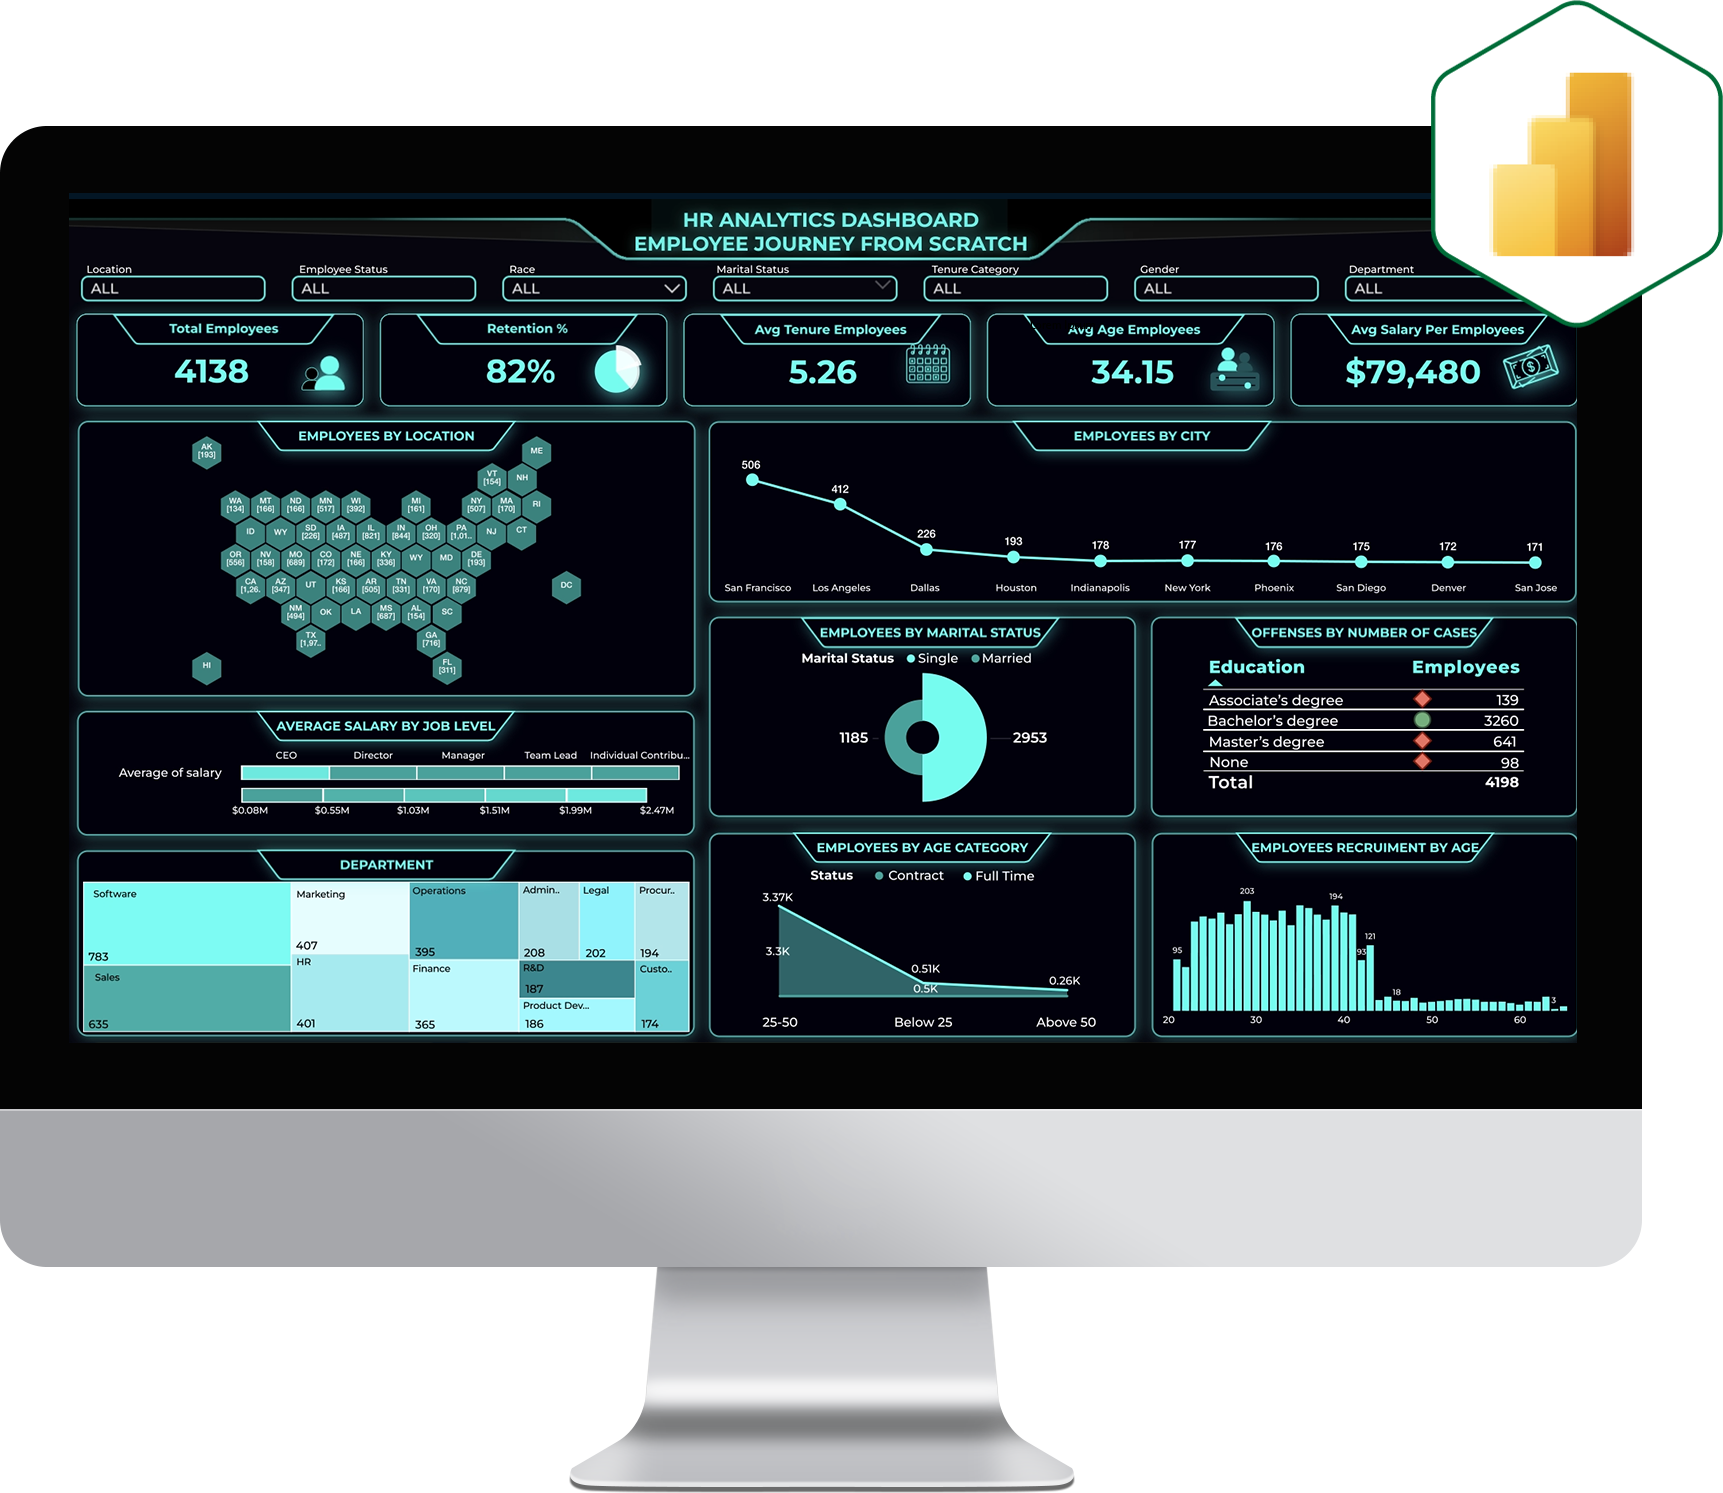 HR ANALYTICS DASHBOARD
EMPLOYEE JOURNEY FROM SCRATCH
Location
ALL
Employee Status
ALL
Race
ALL
Marital Status
ALL
Tenure Category
ALL
Gender
ALL
Department
ALL
Total Employees
4138
Retention %
82%
Avg Tenure Employees
5.26
Avg Age Employees
34.15
Avg Salary Per Employees
$79,480
EMPLOYEES BY LOCATION
AK
[193]
ME
VT
[154]
NH
WA
[134]
MT
[166]
ND
[166]
MN
[517]
WI
[392]
MI
[161]
NY
[507]
MA
[170]
RI
ID
WY
SD
[226]
IA
[487]
IL
[821]
IN
[844]
OH
[320]
PA
[1,01..
NJ
CT
OR
[556]
NV
[158]
MO
[689]
CO
[172]
NE
[166]
KY
[336]
WY
MD
DE
[193]
CA
[1,26.
AZ
[347]
UT
KS
[166]
AR
[505]
TN
[331]
VA
[170]
NC
[879]
DC
NM
[494]
OK
LA
MS
[687]
AL
[154]
SC
TX
[1,97..
GA
[716]
HI
FL
[311]
EMPLOYEES BY CITY
506
412
226
193
178
177
176
175
172
171
San Francisco
Los Angeles
Dallas
Houston
Indianapolis
New York
Phoenix
San Diego
Denver
San Jose
AVERAGE SALARY BY JOB LEVEL
CEO
Director
Manager
Team Lead
Individual Contribu...
Average of salary
$0.08M
$0.55M
$1.03M
$1.51M
$1.99M
$2.47M
EMPLOYEES BY MARITAL STATUS
Marital Status Single Married
1185
2953
OFFENSES BY NUMBER OF CASES
Education Employees
Associate's degree 139
Bachelor's degree 3260
Master's degree 641
None 98
Total 4198
DEPARTMENT
Software
783
Sales
635
Marketing
407
HR
401
Operations
395
Finance
365
Admin..
208
Legal
202
Procur..
194
R&D
187
Product Dev...
186
Custo..
174
EMPLOYEES BY AGE CATEGORY
Status Contract Full Time
3.37K
3.3K
0.51K
0.5K
0.26K
25-50
Below 25
Above 50
EMPLOYEES RECRUIMENT BY AGE
95
203
194
93
121
18
3
20
30
40
50
60